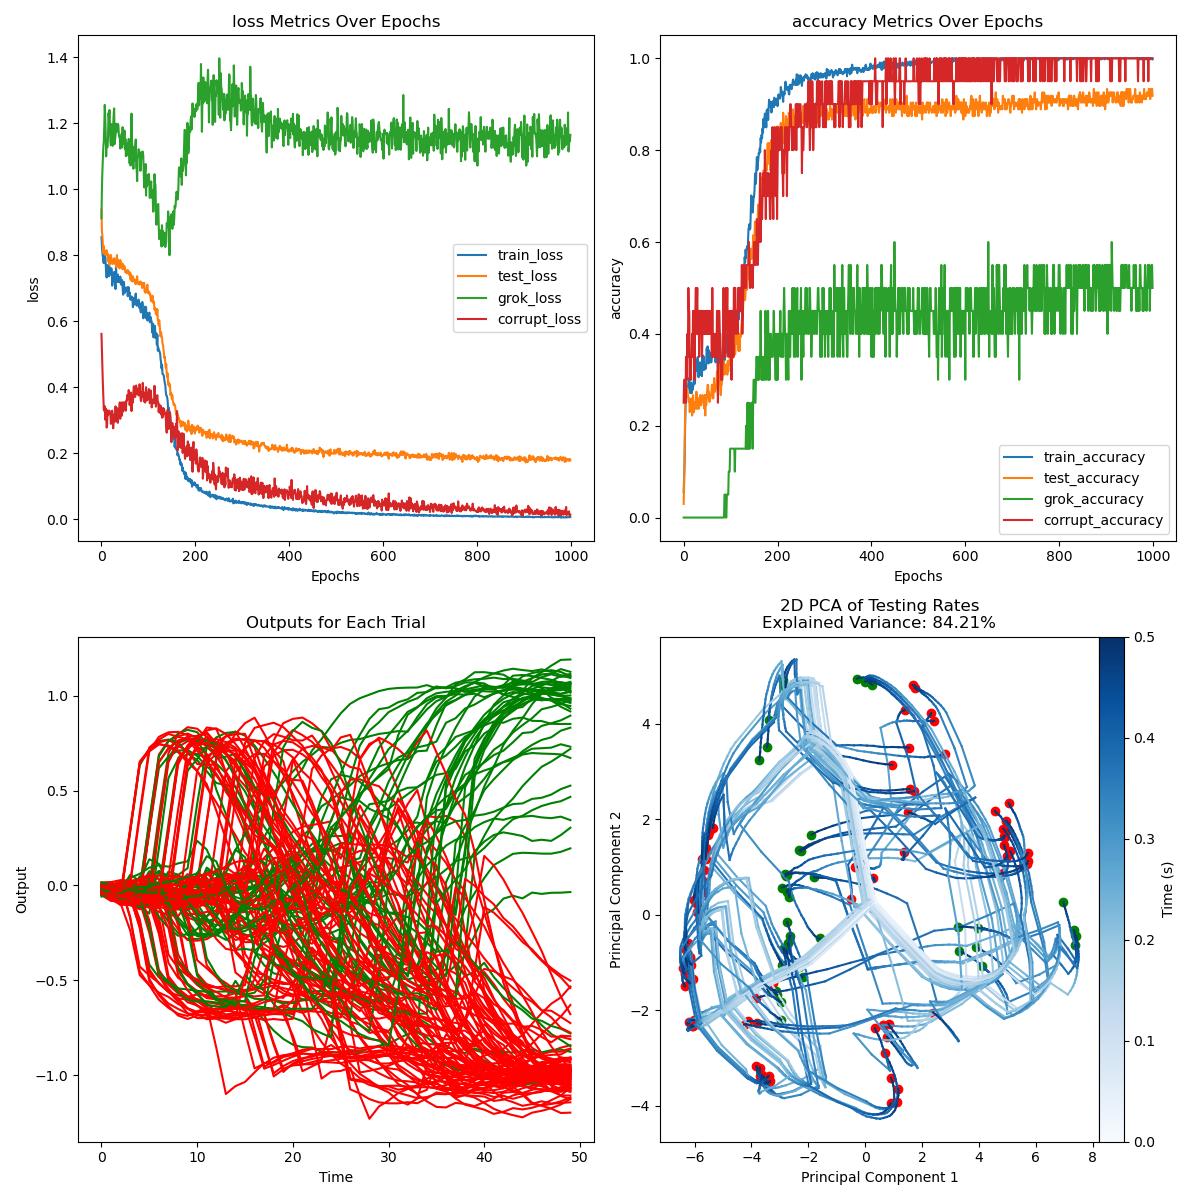 loss Metrics Over Epochs
1.4
1.2
1.0
0.8
0.6
0.4
0.2
0.0
loss
train_loss
test_loss
grok_loss
corrupt_loss
0 200 400 600 800 1000
Epochs
accuracy Metrics Over Epochs
1.0
0.8
0.6
0.4
0.2
0.0
accuracy
train_accuracy
test_accuracy
grok_accuracy
corrupt_accuracy
0 200 400 600 800 1000
Epochs
Outputs for Each Trial
1.0
0.5
0.0
−0.5
−1.0
Output
0 10 20 30 40 50
Time
2D PCA of Testing Rates
Explained Variance: 84.21%
4
2
0
−2
−4
Principal Component 2
−6 −4 −2 0 2 4 6 8
Principal Component 1
0.5
0.4
0.3
0.2
0.1
0.0
Time (s)